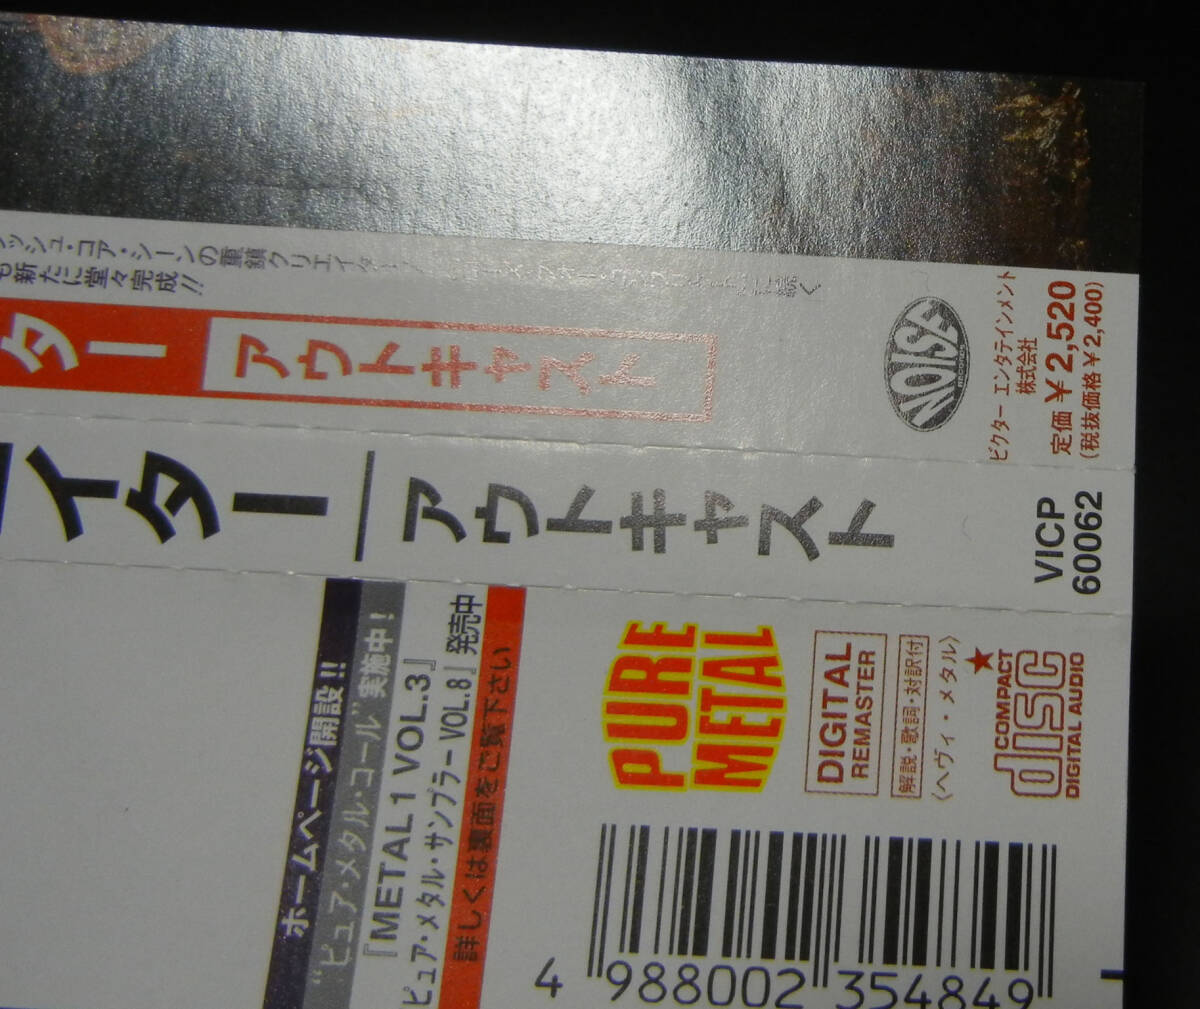 ッシュ・コア・シーンの重鎮クリエイター
も新たに堂々完成!!
続く
ター
アウトキャスト
NOISE
RECORDS
ビクター エンタテインメント
株式会社
定価￥2,520
(税抜価格￥2,400)
イター
アウトキャスト
VICP
60062
ホームページ開設!!
"ピュア・メタル・コール"実施中!
『METAL 1 VOL.3』
ピュア・メタル・サンプラー VOL.8』発売中
詳しくは裏面をご覧下さい
PURE
METAL
DIGITAL
REMASTER
解説・歌詞・対訳付
〈ヘヴィ・メタル〉
COMPACT
disc
DIGITAL AUDIO
4 988002 354849